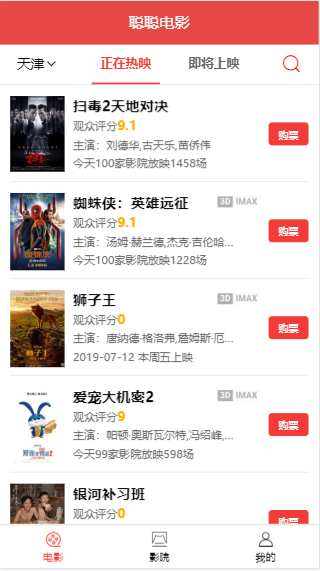 聪聪电影
天津
正在热映
即将上映
扫毒2天地对决
观众评分9.1
主演：刘德华,古天乐,苗侨伟
今天100家影院放映1458场
购票
蜘蛛侠：英雄远征
3D IMAX
观众评分9.1
主演：汤姆·赫兰德,杰克·吉伦哈...
今天100家影院放映1228场
购票
狮子王
3D IMAX
观众评分0
主演：唐纳德·格洛弗,詹姆斯·厄...
2019-07-12 本周五上映
购票
爱宠大机密2
3D IMAX
观众评分9
主演：帕顿·奥斯瓦尔特,冯绍峰,...
今天99家影院放映598场
购票
爱宠大机密2
银河补习班
观众评分0
购票
电影
影院
我的